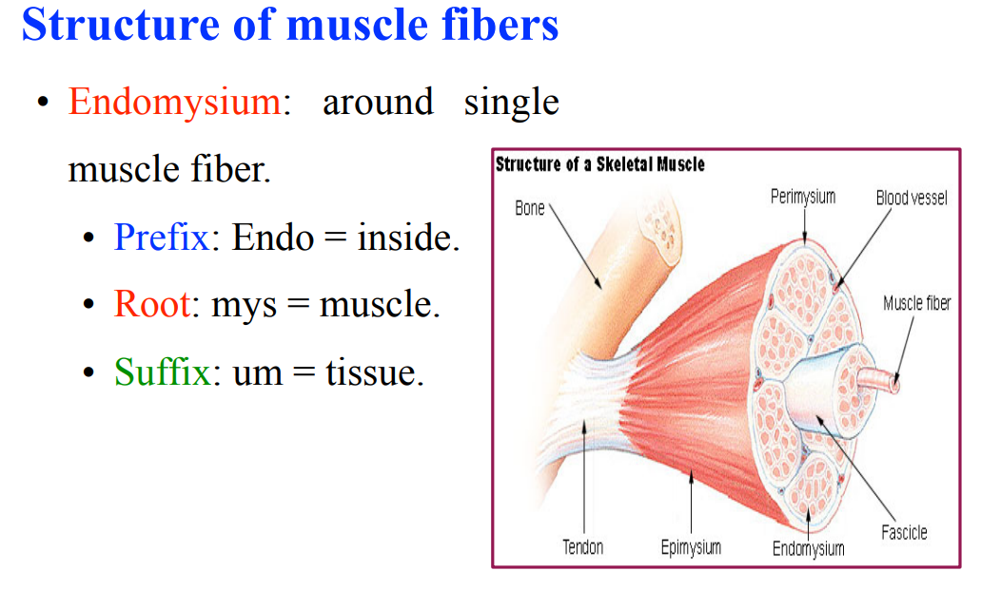 Structure of muscle fibers
• Endomysium: around single
muscle fiber.
• Prefix: Endo = inside.
• Root: mys = muscle.
• Suffix: um = tissue.
Structure of a Skeletal Muscle
Bone
Perimysium
Blood vessel
Muscle fiber
Fascicle
Endomysium
Epimysium
Tendon